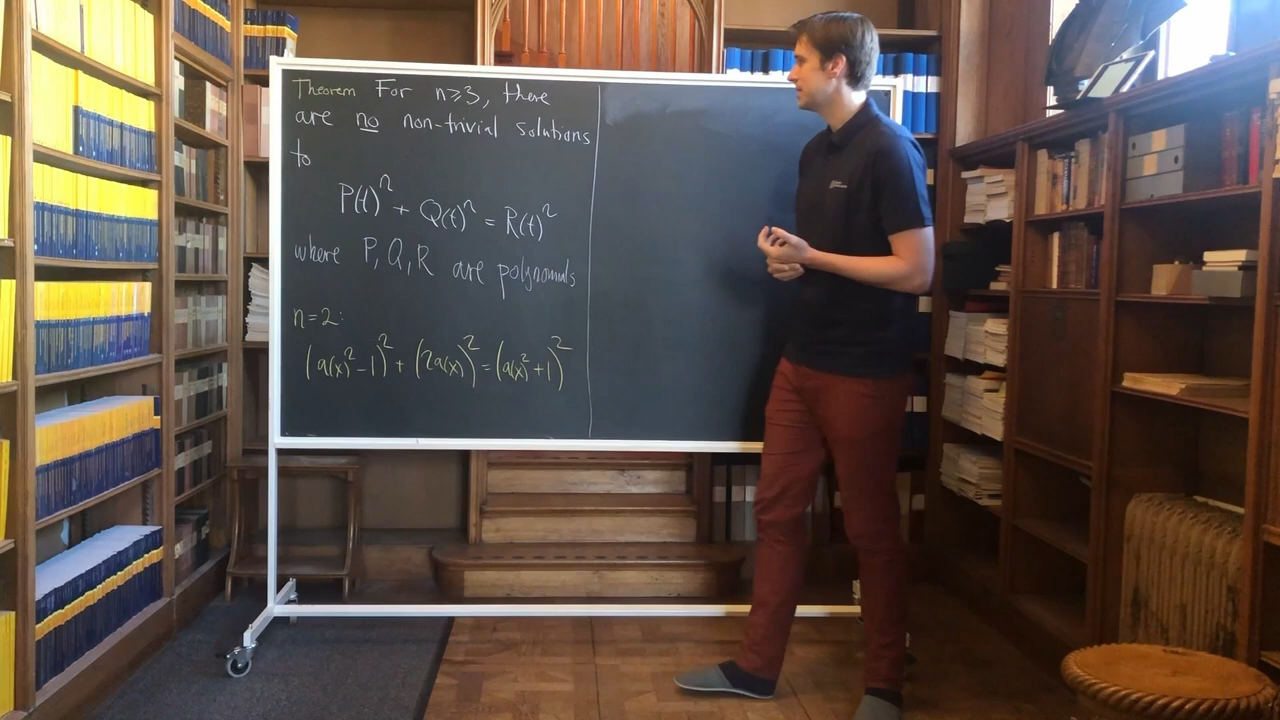 Theorem For n≥3, there
are no non-trivial solutions
to
P(t)^n + Q(t)^n = R(t)^n
where P, Q, R are polynomials
n=2:
(a(x)^2-1)^2 + (2a(x))^2 = (a(x)^2+1)^2